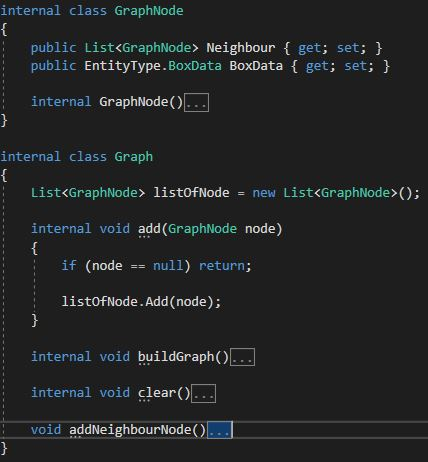 internal class GraphNode
{
public List<GraphNode> Neighbour { get; set; }
public EntityType.BoxData BoxData { get; set; }
internal GraphNode()...
}
internal class Graph
{
List<GraphNode> listOfNode = new List<GraphNode>();
internal void add(GraphNode node)
{
if (node == null) return;
listOfNode.Add(node);
}
internal void buildGraph()...
internal void clear()...
void addNeighbourNode()...
}